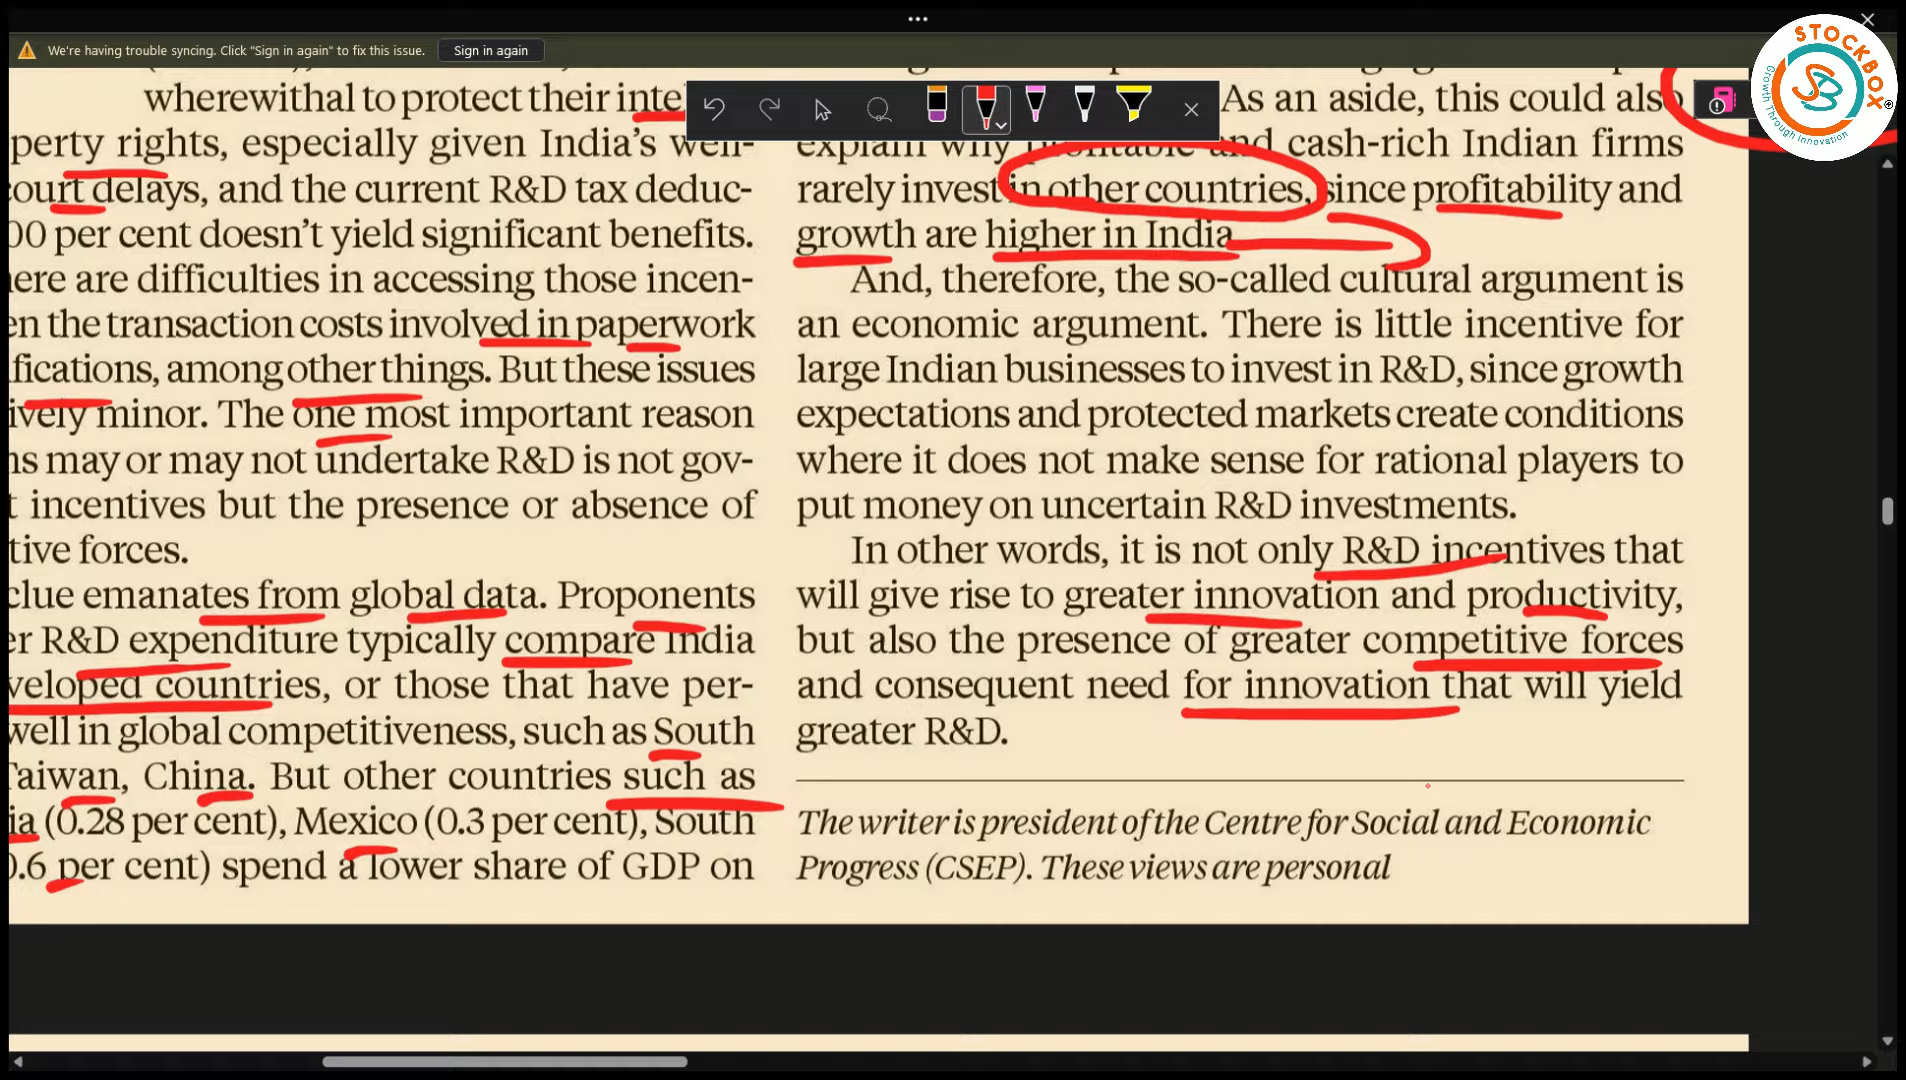 We're having trouble syncing. Click "Sign in again" to fix this issue.
Sign in again
STOCKBOX
Growth Through Innovation
wherewithal to protect their
perty rights, especially given India's well-
court delays, and the current R&D tax deduc-
00 per cent doesn't yield significant benefits.
ere are difficulties in accessing those incen-
en the transaction costs involved in paperwork
fications, among other things. But these issues
ively minor. The one most important reason
ns may or may not undertake R&D is not gov-
t incentives but the presence or absence of
tive forces.
clue emanates from global data. Proponents
er R&D expenditure typically compare India
veloped countries, or those that have per-
well in global competitiveness, such as South
Taiwan, China. But other countries such as
ia (0.28 per cent), Mexico (0.3 per cent), South
0.6 per cent) spend a lower share of GDP on
As an aside, this could also
explain why profitable and cash-rich Indian firms
rarely invest in other countries, since profitability and
growth are higher in India
And, therefore, the so-called cultural argument is
an economic argument. There is little incentive for
large Indian businesses to invest in R&D, since growth
expectations and protected markets create conditions
where it does not make sense for rational players to
put money on uncertain R&D investments.
In other words, it is not only R&D incentives that
will give rise to greater innovation and productivity,
but also the presence of greater competitive forces
and consequent need for innovation that will yield
greater R&D.
The writer is president of the Centre for Social and Economic
Progress (CSEP). These views are personal